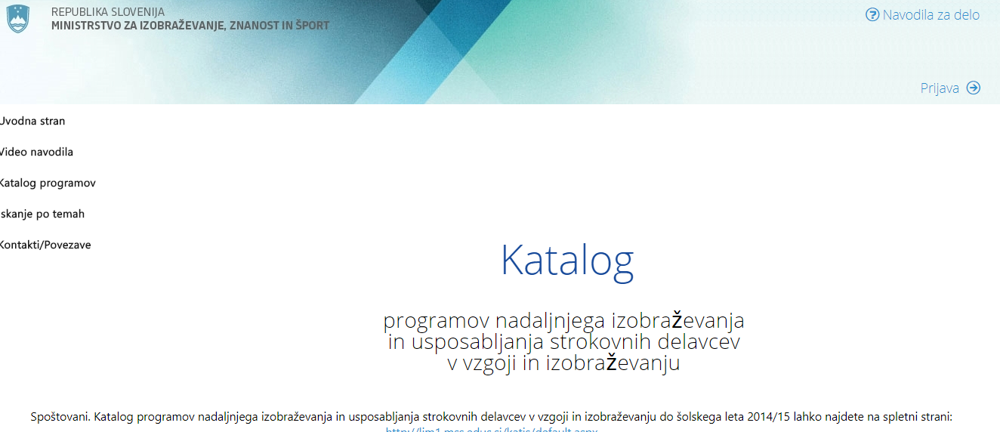 REPUBLIKA SLOVENIJA
MINISTRSTVO ZA IZOBRAŽEVANJE, ZNANOST IN ŠPORT
Navodila za delo
Prijava
Uvodna stran
Video navodila
Katalog programov
skanje po temah
Kontakti/Povezave
Katalog
programov nadaljnjega izobraževanja
in usposabljanja strokovnih delavcev
v vzgoji in izobraževanju
Spoštovani. Katalog programov nadaljnjega izobraževanja in usposabljanja strokovnih delavcev v vzgoji in izobraževanju do šolskega leta 2014/15 lahko najdete na spletni strani: